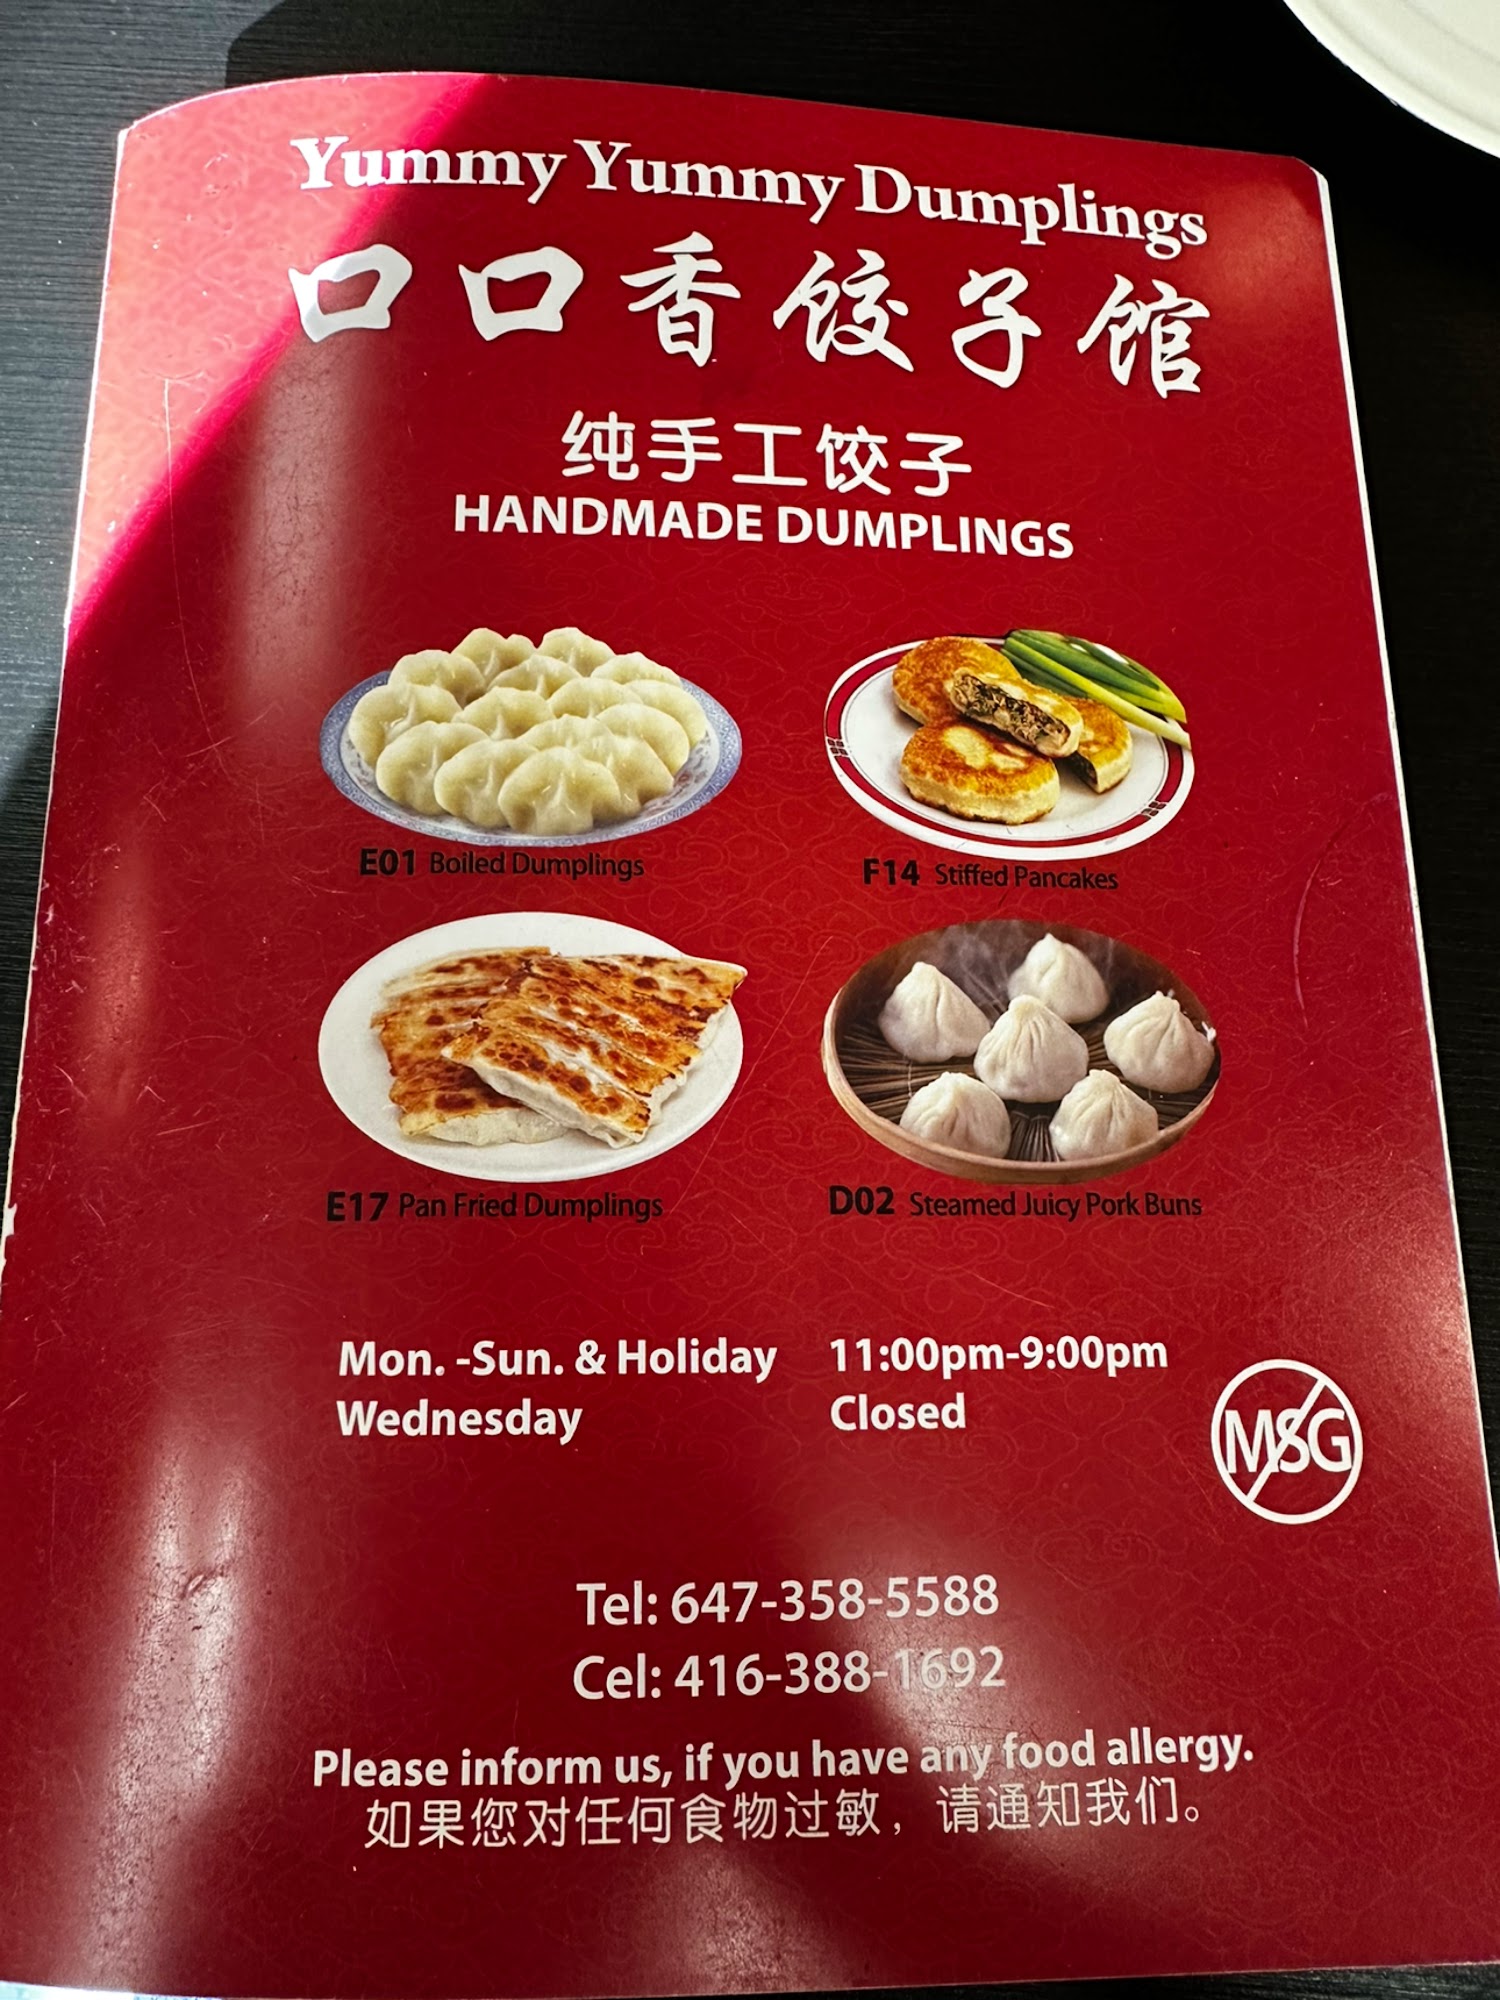 Yummy Yummy Dumplings
口口香饺子馆
纯手工饺子
HANDMADE DUMPLINGS
E01 Boiled Dumplings
F14 Stiffed Pancakes
E17 Pan Fried Dumplings
D02 Steamed Juicy Pork Buns
Mon. -Sun. & Holiday 11:00pm-9:00pm
Wednesday Closed
MSG
Tel: 647-358-5588
Cel: 416-388-1692
Please inform us, if you have any food allergy.
如果您对任何食物过敏，请通知我们。